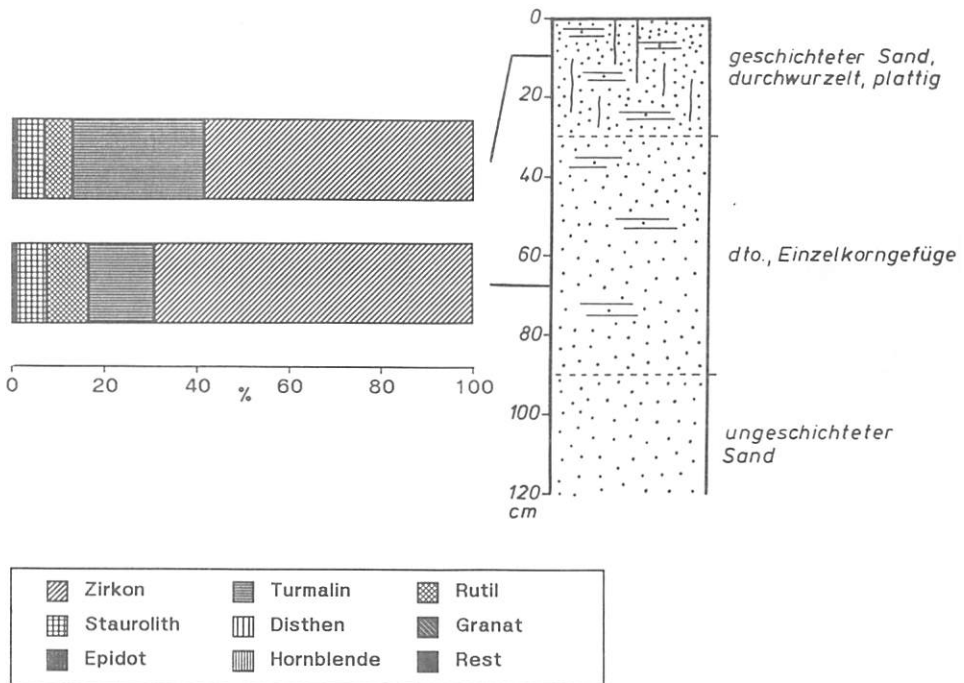 0
20
40
60
80
100
120
cm
geschichteter Sand,
durchwurzelt, plattig
dto., Einzelkorngefüge
ungeschichteter
Sand
0 20 40 60 80 100
%
Zirkon Turmalin Rutil
Staurolith Disthen Granat
Epidot Hornblende Rest